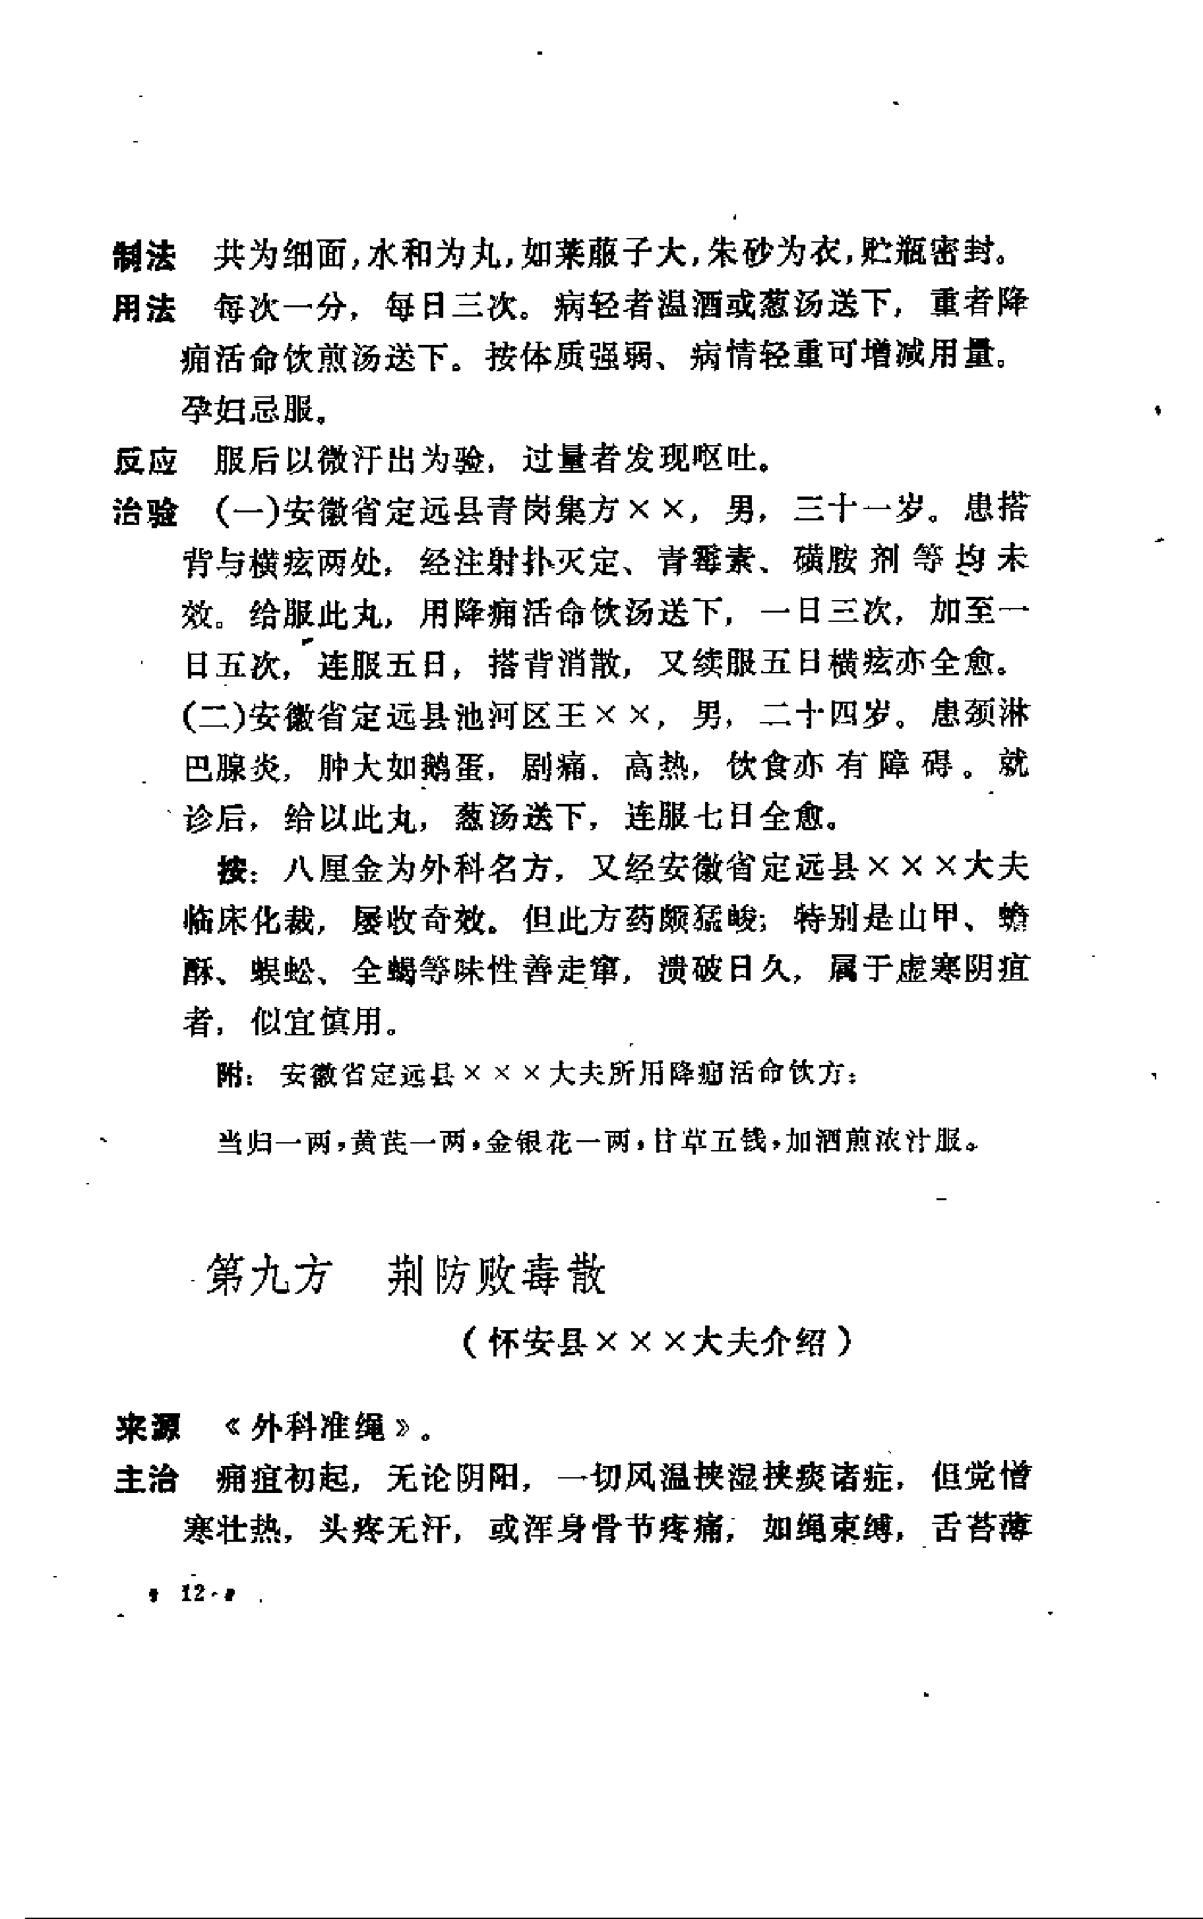 制法 共为细面,水和为丸,如莱菔子大,朱砂为衣,贮瓶密封。
用法 每次一分，每日三次。病轻者温酒或葱汤送下，重者降
痈活命饮煎汤送下。按体质强弱、病情轻重可增减用量。
孕妇忌服。
反应 服后以微汗出为验，过量者发现呕吐。
治验 (一)安徽省定远县青岗集方××，男，三十一岁。患搭
背与横痃两处，经注射扑灭定、青霉素、磺胺剂等均未
效。给服此丸，用降痈活命饮汤送下，一日三次，加至一
日五次，连服五日，搭背消散，又续服五日横痃亦全愈。
(二)安徽省定远县池河区王××，男，二十四岁。患颈淋
巴腺炎，肿大如鹅蛋，剧痛、高热，饮食亦有障碍。就
诊后，给以此丸，葱汤送下，连服七日全愈。
按：八厘金为外科名方，又经安徽省定远县×××大夫
临床化裁，屡收奇效。但此方药颇猛峻；特别是山甲、蟾
酥、蜈蚣、全蝎等味性善走窜，溃破日久，属于虚寒阴疽
者，似宜慎用。
附：安徽省定远县×××大夫所用降痈活命饮方：
当归一两,黄芪一两,金银花一两,甘草五钱,加酒煎浓汁服。
第九方 荆防败毒散
(怀安县×××大夫介绍)
来源 《外科准绳》。
主治 痈疽初起，无论阴阳，一切风温挟湿挟痰诸症，但觉憎
寒壮热，头疼无汗，或浑身骨节疼痛，如绳束缚，舌苔薄
· 12 ·